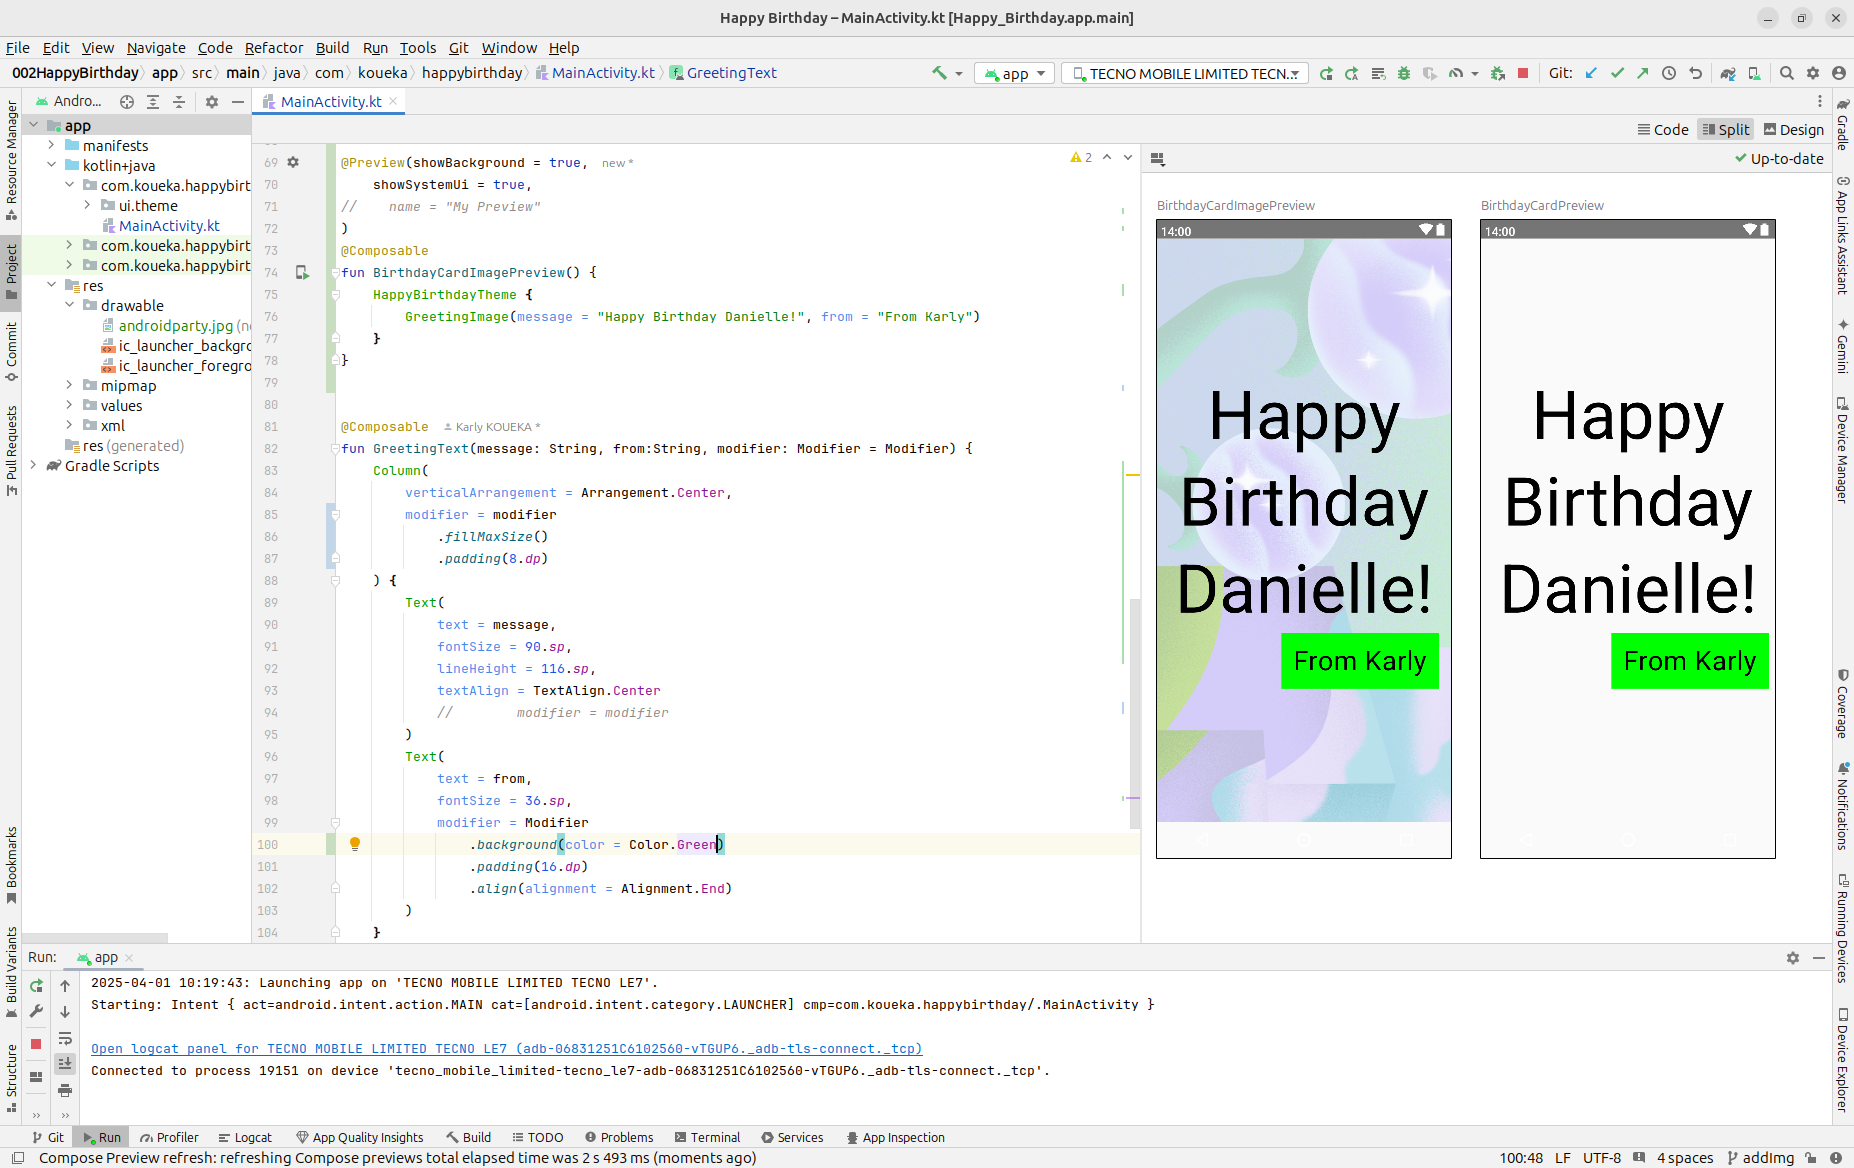 Happy Birthday – MainActivity.kt [Happy_Birthday.app.main]
File Edit View Navigate Code Refactor Build Run Tools Git Window Help
002HappyBirthday app src main java com koueka happybirthday MainActivity.kt GreetingText
app TECNO MOBILE LIMITED TECN... Git:
Andro...
MainActivity.kt
Code Split Design
Up-to-date
app
manifests
kotlin+java
com.koueka.happybirt
ui.theme
MainActivity.kt
com.koueka.happybirt
com.koueka.happybirt
res
drawable
androidparty.jpg (n
ic_launcher_backgro
ic_launcher_foregro
mipmap
values
xml
res (generated)
Gradle Scripts
Resource Manager
Project
Commit
Pull Requests
Bookmarks
Build Variants
Structure
69 @Preview(showBackground = true, new *
2
70 showSystemUi = true,
71 // name = "My Preview"
72 )
73 @Composable
74 fun BirthdayCardImagePreview() {
75 HappyBirthdayTheme {
76 GreetingImage(message = "Happy Birthday Danielle!", from = "From Karly")
77 }
78 }
79
80
81 @Composable Karly KOUEKA *
82 fun GreetingText(message: String, from:String, modifier: Modifier = Modifier) {
83 Column(
84 verticalArrangement = Arrangement.Center,
85 modifier = modifier
86 .fillMaxSize()
87 .padding(8.dp)
88 ) {
89 Text(
90 text = message,
91 fontSize = 90.sp,
92 lineHeight = 116.sp,
93 textAlign = TextAlign.Center
94 // modifier = modifier
95 )
96 Text(
97 text = from,
98 fontSize = 36.sp,
99 modifier = Modifier
100 .background(color = Color.Green)
101 .padding(16.dp)
102 .align(alignment = Alignment.End)
103 )
104 }
BirthdayCardImagePreview
14:00
Happy
Birthday
Danielle!
From Karly
BirthdayCardPreview
14:00
Happy
Birthday
Danielle!
From Karly
Gradle
App Links Assistant
Gemini
Device Manager
Coverage
Notifications
Running Devices
Device Explorer
Run: app
2025-04-01 10:19:43: Launching app on 'TECNO MOBILE LIMITED TECNO LE7'.
Starting: Intent { act=android.intent.action.MAIN cat=[android.intent.category.LAUNCHER] cmp=com.koueka.happybirthday/.MainActivity }
Open logcat panel for TECNO MOBILE LIMITED TECNO LE7 (adb-06831251C6102560-vTGUP6._adb-tls-connect._tcp)
Connected to process 19151 on device 'tecno_mobile_limited-tecno_le7-adb-06831251C6102560-vTGUP6._adb-tls-connect._tcp'.
Git Run Profiler Logcat App Quality Insights Build TODO Problems Terminal Services App Inspection
Compose Preview refresh: refreshing Compose previews total elapsed time was 2 s 493 ms (moments ago)
100:48 LF UTF-8 4 spaces addImg